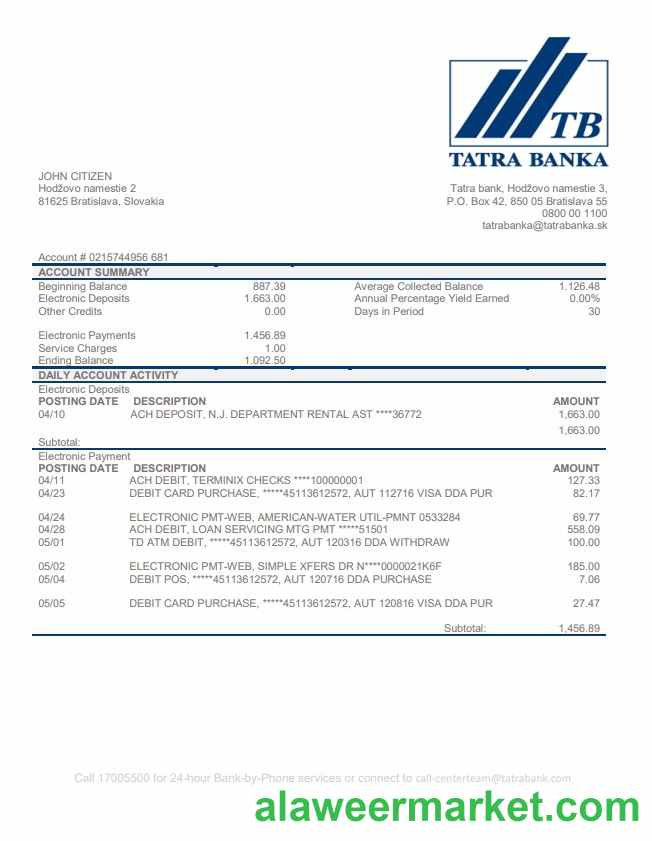 TB
TATRA BANKA
JOHN CITIZEN
Hodžovo namestie 2
81625 Bratislava, Slovakia
Tatra bank, Hodžovo namestie 3,
P.O. Box 42, 850 05 Bratislava 55
0800 00 1100
tatrabanka@tatrabanka.sk
Account # 0215744956 681
ACCOUNT SUMMARY
Beginning Balance 887.39 Average Collected Balance 1.126.48
Electronic Deposits 1.663.00 Annual Percentage Yield Earned 0.00%
Other Credits 0.00 Days in Period 30
Electronic Payments 1.456.89
Service Charges 1.00
Ending Balance 1.092.50
DAILY ACCOUNT ACTIVITY
Electronic Deposits
POSTING DATE DESCRIPTION AMOUNT
04/10 ACH DEPOSIT, N.J. DEPARTMENT RENTAL AST ****36772 1,663.00
1,663.00
Subtotal:
Electronic Payment
POSTING DATE DESCRIPTION AMOUNT
04/11 ACH DEBIT, TERMINIX CHECKS ****100000001 127.33
04/23 DEBIT CARD PURCHASE, *****45113612572, AUT 112716 VISA DDA PUR 82.17
04/24 ELECTRONIC PMT-WEB, AMERICAN-WATER UTIL-PMNT 0533284 69.77
04/28 ACH DEBIT, LOAN SERVICING MTG PMT *****51501 558.09
05/01 TD ATM DEBIT, *****45113612572, AUT 120316 DDA WITHDRAW 100.00
05/02 ELECTRONIC PMT-WEB, SIMPLE XFERS DR N****0000021K6F 185.00
05/04 DEBIT POS, *****45113612572, AUT 120716 DDA PURCHASE 7.06
05/05 DEBIT CARD PURCHASE, *****45113612572, AUT 120816 VISA DDA PUR 27.47
Subtotal: 1,456.89
Call 17005500 for 24-hour Bank-by-Phone services or connect to call-centerteam@tatrabank.com
alaweermarket.com